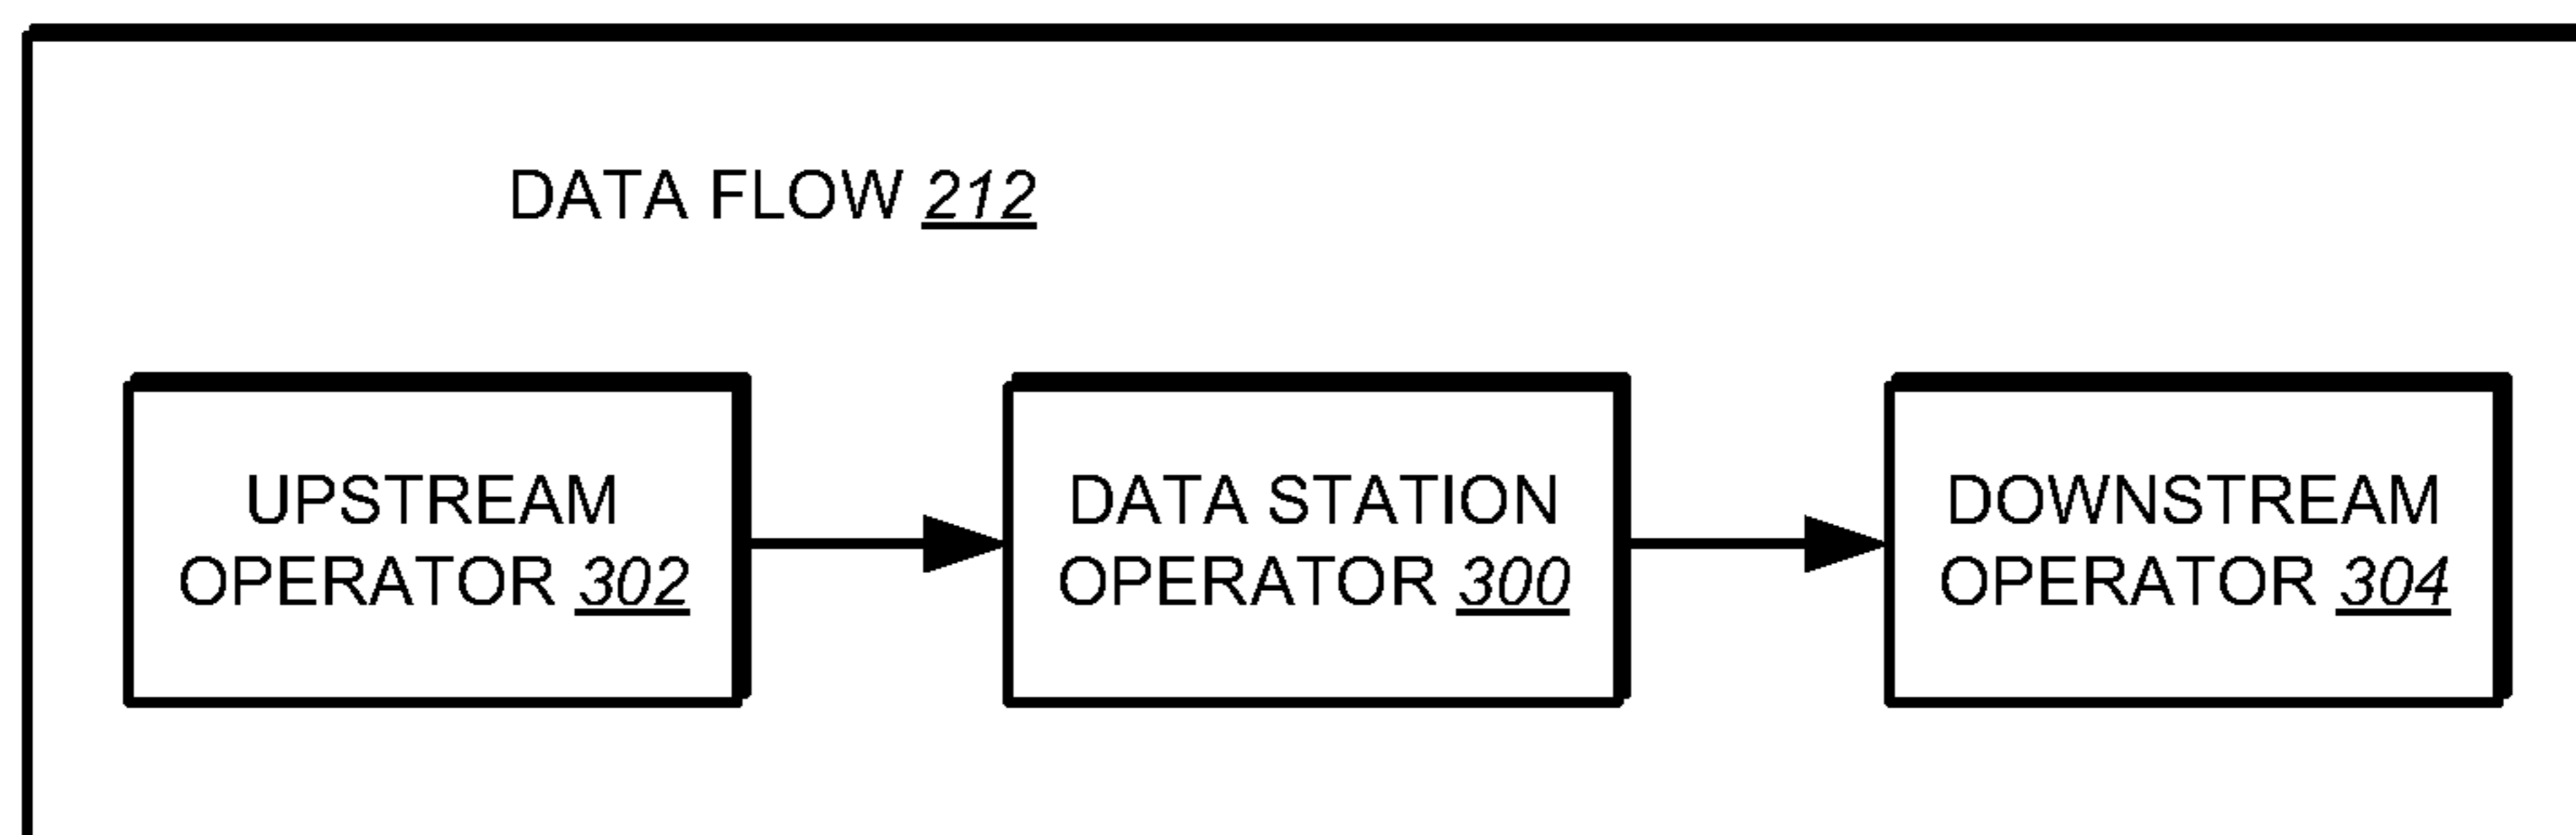 DATA FLOW 212
UPSTREAM
OPERATOR 302
DATA STATION
OPERATOR 300
DOWNSTREAM
OPERATOR 304